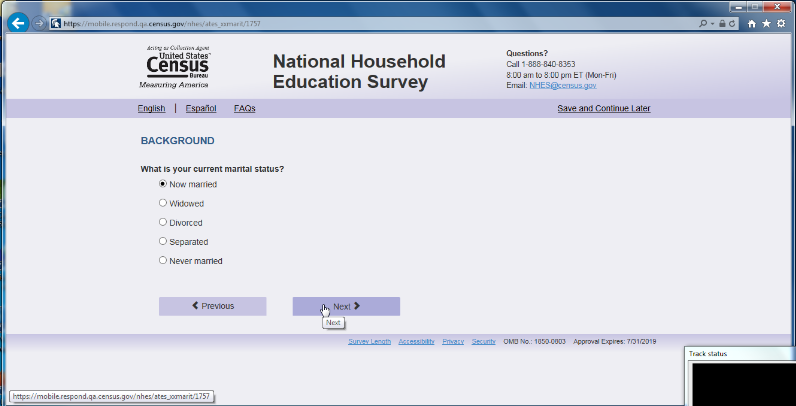 https://mobile.respond.qa.census.gov/nhes/ates_xxmarit/1757
Acting as Collection Agent
United States™
Census
Bureau
Measuring America
National Household
Education Survey
Questions?
Call 1-888-840-8353
8:00 am to 8:00 pm ET (Mon-Fri)
Email: NHES@census.gov
English | Español FAQs Save and Continue Later
BACKGROUND
What is your current marital status?
Now married
Widowed
Divorced
Separated
Never married
Previous Next
Next
Survey Length Accessibility Privacy Security OMB No.: 1850-0803 Approval Expires: 7/31/2019
Track status
https://mobile.respond.qa.census.gov/nhes/ates_xxmarit/1757